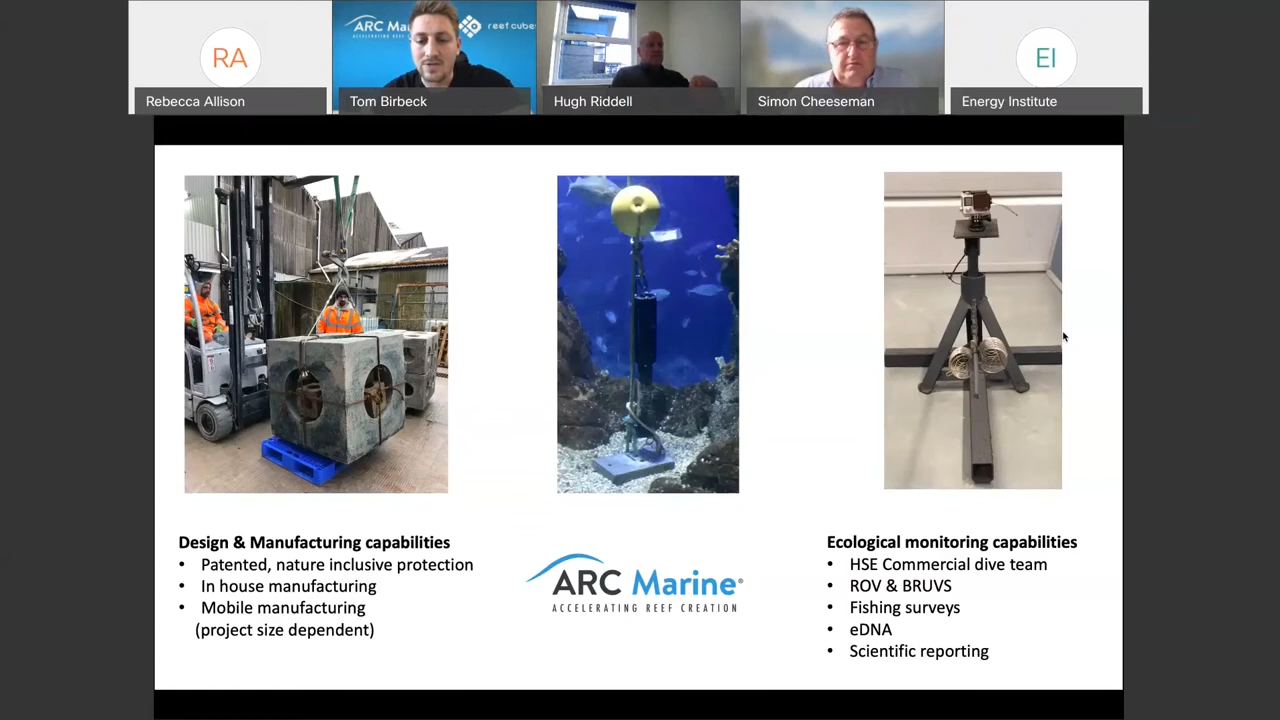 RA
EI
ARC Ma
ACCELERATING REEF C
reef cube
Rebecca Allison
Tom Birbeck
Hugh Riddell
Simon Cheeseman
Energy Institute
Design & Manufacturing capabilities
• Patented, nature inclusive protection
• In house manufacturing
• Mobile manufacturing
(project size dependent)
ARC Marine®
ACCELERATING REEF CREATION
Ecological monitoring capabilities
• HSE Commercial dive team
• ROV & BRUVS
• Fishing surveys
• eDNA
• Scientific reporting